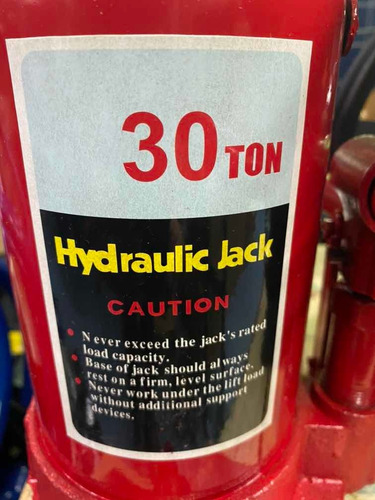 30 TON
Hydraulic Jack
CAUTION
• Never exceed the jack's rated
load capacity.
• Base of jack should always
rest on a firm, level surface.
• Never work under the lift load
without additional support
devices.